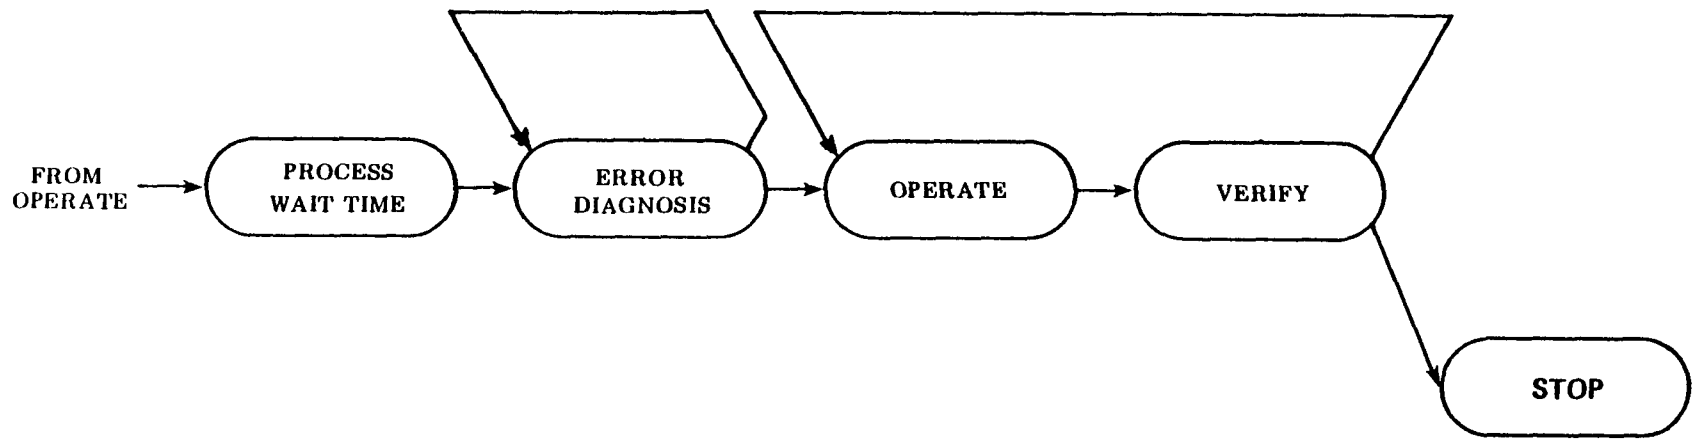 FROM
OPERATE
PROCESS
WAIT TIME
ERROR
DIAGNOSIS
OPERATE
VERIFY
STOP